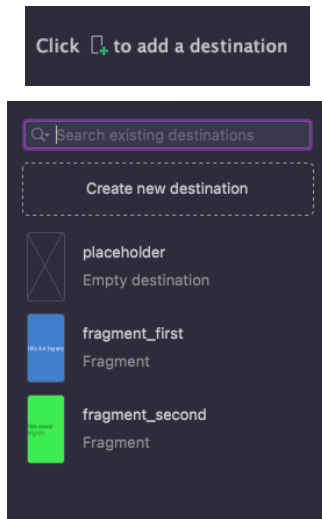 Click to add a destination
Search existing destinations
Create new destination
placeholder
Empty destination
fragment_first
Fragment
fragment_second
Fragment